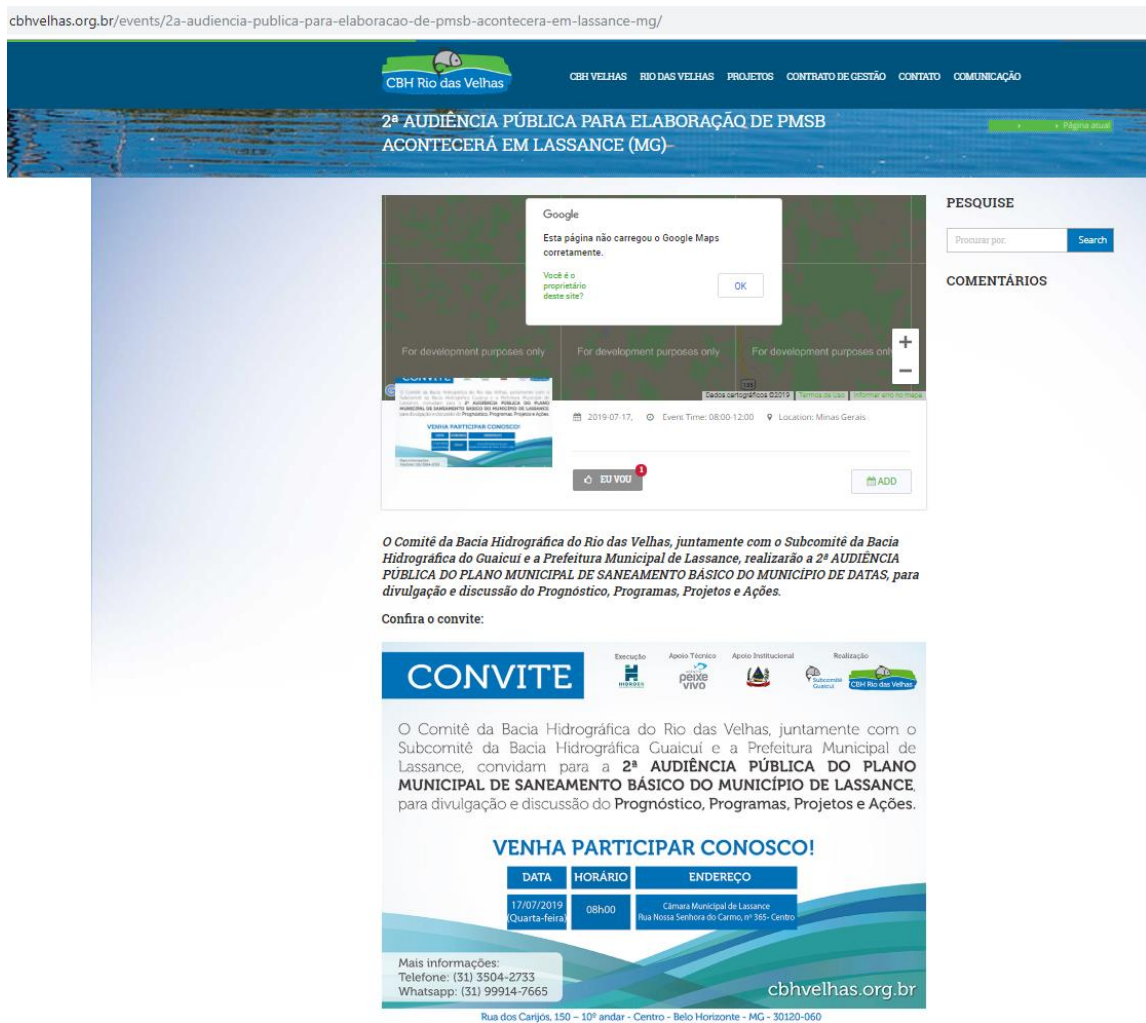 cbhvelhas.org.br/events/2a-audiencia-publica-para-elaboracao-de-pmsb-acontecera-em-lassance-mg/
CBH Rio das Velhas
CBH VELHAS RIO DAS VELHAS PROJETOS CONTRATO DE GESTÃO CONTATO COMUNICAÇÃO
2ª AUDIÊNCIA PÚBLICA PARA ELABORAÇÃO DE PMSB
ACONTECERÁ EM LASSANCE (MG)
Página atual
Google
Esta página não carregou o Google Maps
corretamente.
Você é o
proprietário
deste site?
OK
For development purposes only For development purposes only For development purposes only
+
−
Dados cartográficos ©2019 Termos de Uso Informar erro no mapa
CONVITE
VENHA PARTICIPAR CONOSCO!
2019-07-17, Event Time: 08:00-12:00 Location: Minas Gerais
EU VOU 1
ADD
PESQUISE
Procurar por: Search
COMENTÁRIOS
O Comitê da Bacia Hidrográfica do Rio das Velhas, juntamente com o Subcomitê da Bacia
Hidrográfica do Guaicuí e a Prefeitura Municipal de Lassance, realizarão a 2ª AUDIÊNCIA
PÚBLICA DO PLANO MUNICIPAL DE SANEAMENTO BÁSICO DO MUNICÍPIO DE DATAS, para
divulgação e discussão do Prognóstico, Programas, Projetos e Ações.
Confira o convite:
CONVITE
Execução Apoio Técnico Apoio Institucional Realização
peixe
vivo
Subcomitê
Guaicuí
CBH Rio das Velhas
O Comitê da Bacia Hidrográfica do Rio das Velhas, juntamente com o
Subcomitê da Bacia Hidrográfica Guaicuí e a Prefeitura Municipal de
Lassance, convidam para a 2ª AUDIÊNCIA PÚBLICA DO PLANO
MUNICIPAL DE SANEAMENTO BÁSICO DO MUNICÍPIO DE LASSANCE,
para divulgação e discussão do Prognóstico, Programas, Projetos e Ações.
VENHA PARTICIPAR CONOSCO!
DATA HORÁRIO ENDEREÇO
17/07/2019
(Quarta-feira)
08h00
Câmara Municipal de Lassance
Rua Nossa Senhora do Carmo, nº 365- Centro
Mais informações:
Telefone: (31) 3504-2733
Whatsapp: (31) 99914-7665
cbhvelhas.org.br
Rua dos Carijós, 150 – 10º andar - Centro - Belo Horizonte - MG - 30120-060